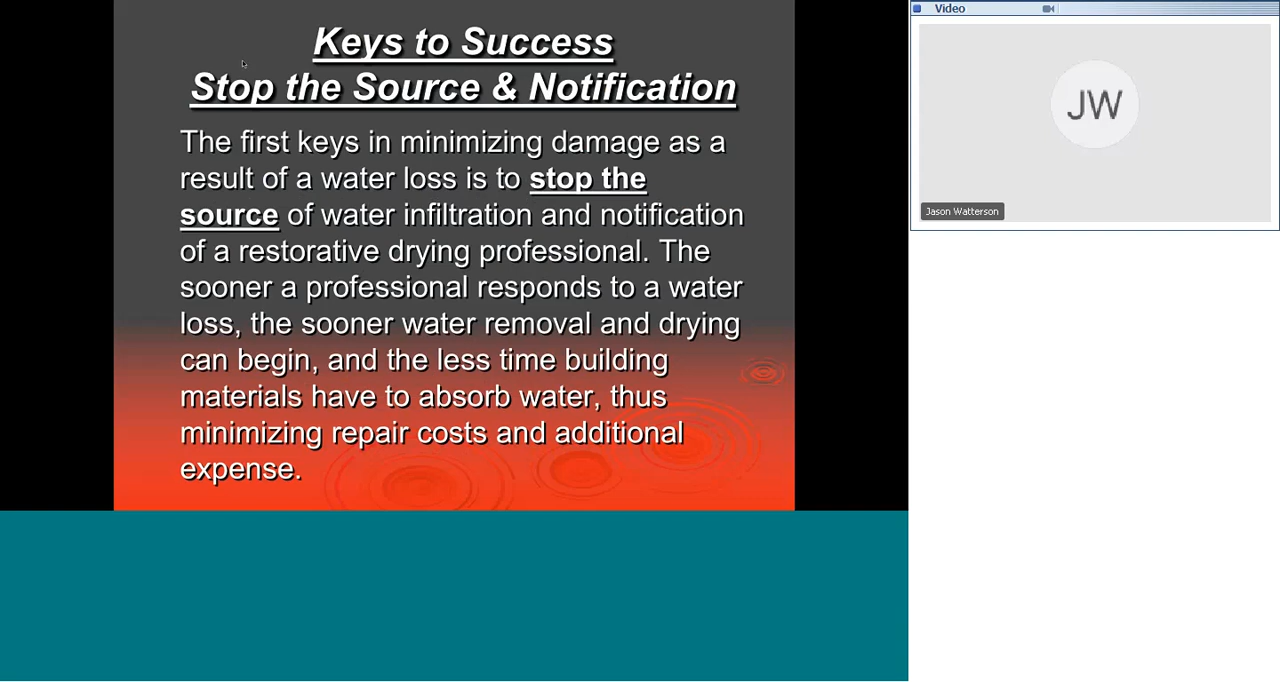 Keys to Success
Stop the Source & Notification
The first keys in minimizing damage as a
result of a water loss is to stop the
source of water infiltration and notification
of a restorative drying professional. The
sooner a professional responds to a water
loss, the sooner water removal and drying
can begin, and the less time building
materials have to absorb water, thus
minimizing repair costs and additional
expense.
Video
JW
Jason Watterson